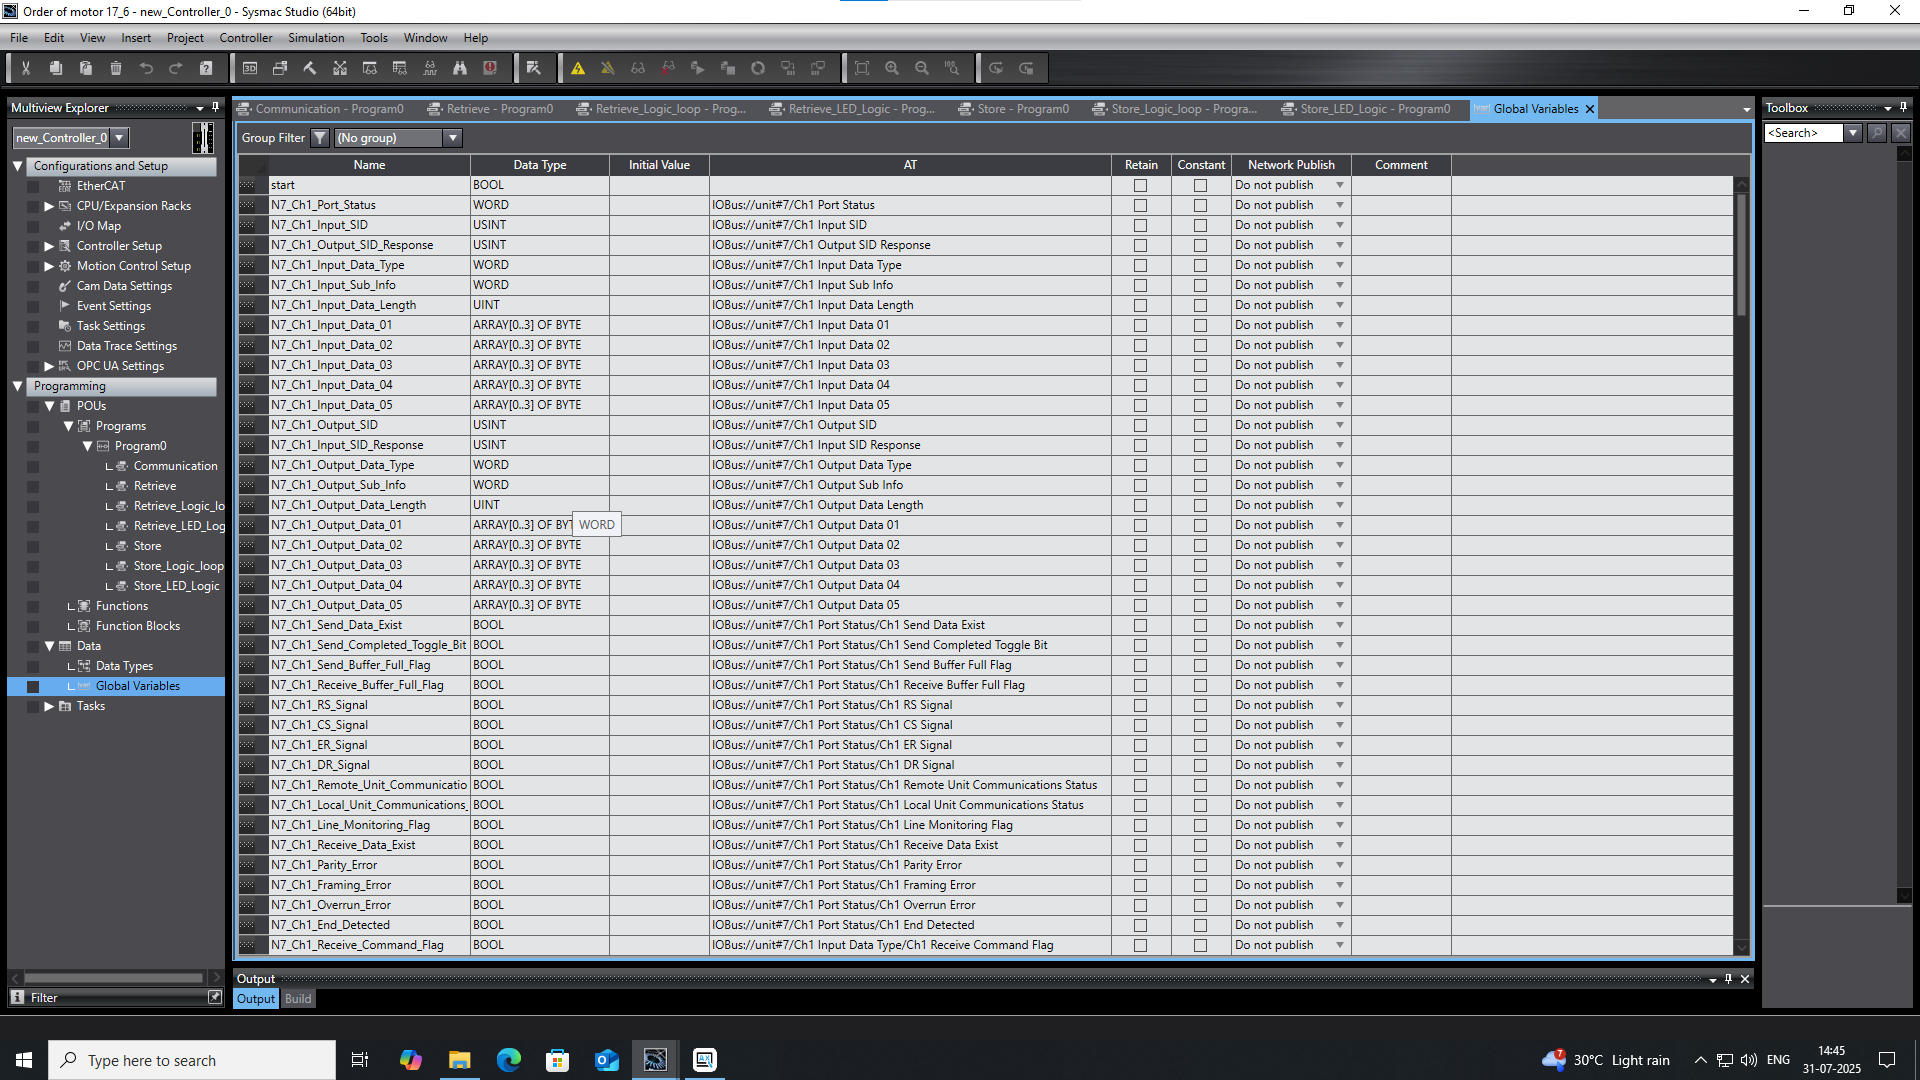 Order of motor 17_6 - new_Controller_0 - Sysmac Studio (64bit)
File Edit View Insert Project Controller Simulation Tools Window Help
Multiview Explorer
new_Controller_0
Configurations and Setup
EtherCAT
CPU/Expansion Racks
I/O Map
Controller Setup
Motion Control Setup
Cam Data Settings
Event Settings
Task Settings
Data Trace Settings
OPC UA Settings
Programming
POUs
Programs
Program0
Communication
Retrieve
Retrieve_Logic_lo
Retrieve_LED_Log
Store
Store_Logic_loop
Store_LED_Logic
Functions
Function Blocks
Data
Data Types
Global Variables
Tasks
Filter
Communication - Program0 Retrieve - Program0 Retrieve_Logic_loop - Prog... Retrieve_LED_Logic - Prog... Store - Program0 Store_Logic_loop - Progra... Store_LED_Logic - Program0 Global Variables
Group Filter (No group)
Name Data Type Initial Value AT Retain Constant Network Publish Comment
start BOOL Do not publish
N7_Ch1_Port_Status WORD IOBus://unit#7/Ch1 Port Status Do not publish
N7_Ch1_Input_SID USINT IOBus://unit#7/Ch1 Input SID Do not publish
N7_Ch1_Output_SID_Response USINT IOBus://unit#7/Ch1 Output SID Response Do not publish
N7_Ch1_Input_Data_Type WORD IOBus://unit#7/Ch1 Input Data Type Do not publish
N7_Ch1_Input_Sub_Info WORD IOBus://unit#7/Ch1 Input Sub Info Do not publish
N7_Ch1_Input_Data_Length UINT IOBus://unit#7/Ch1 Input Data Length Do not publish
N7_Ch1_Input_Data_01 ARRAY[0..3] OF BYTE IOBus://unit#7/Ch1 Input Data 01 Do not publish
N7_Ch1_Input_Data_02 ARRAY[0..3] OF BYTE IOBus://unit#7/Ch1 Input Data 02 Do not publish
N7_Ch1_Input_Data_03 ARRAY[0..3] OF BYTE IOBus://unit#7/Ch1 Input Data 03 Do not publish
N7_Ch1_Input_Data_04 ARRAY[0..3] OF BYTE IOBus://unit#7/Ch1 Input Data 04 Do not publish
N7_Ch1_Input_Data_05 ARRAY[0..3] OF BYTE IOBus://unit#7/Ch1 Input Data 05 Do not publish
N7_Ch1_Output_SID USINT IOBus://unit#7/Ch1 Output SID Do not publish
N7_Ch1_Input_SID_Response USINT IOBus://unit#7/Ch1 Input SID Response Do not publish
N7_Ch1_Output_Data_Type WORD IOBus://unit#7/Ch1 Output Data Type Do not publish
N7_Ch1_Output_Sub_Info WORD IOBus://unit#7/Ch1 Output Sub Info Do not publish
N7_Ch1_Output_Data_Length UINT IOBus://unit#7/Ch1 Output Data Length Do not publish
N7_Ch1_Output_Data_01 ARRAY[0..3] OF BYT WORD IOBus://unit#7/Ch1 Output Data 01 Do not publish
N7_Ch1_Output_Data_02 ARRAY[0..3] OF BYTE IOBus://unit#7/Ch1 Output Data 02 Do not publish
N7_Ch1_Output_Data_03 ARRAY[0..3] OF BYTE IOBus://unit#7/Ch1 Output Data 03 Do not publish
N7_Ch1_Output_Data_04 ARRAY[0..3] OF BYTE IOBus://unit#7/Ch1 Output Data 04 Do not publish
N7_Ch1_Output_Data_05 ARRAY[0..3] OF BYTE IOBus://unit#7/Ch1 Output Data 05 Do not publish
N7_Ch1_Send_Data_Exist BOOL IOBus://unit#7/Ch1 Port Status/Ch1 Send Data Exist Do not publish
N7_Ch1_Send_Completed_Toggle_Bit BOOL IOBus://unit#7/Ch1 Port Status/Ch1 Send Completed Toggle Bit Do not publish
N7_Ch1_Send_Buffer_Full_Flag BOOL IOBus://unit#7/Ch1 Port Status/Ch1 Send Buffer Full Flag Do not publish
N7_Ch1_Receive_Buffer_Full_Flag BOOL IOBus://unit#7/Ch1 Port Status/Ch1 Receive Buffer Full Flag Do not publish
N7_Ch1_RS_Signal BOOL IOBus://unit#7/Ch1 Port Status/Ch1 RS Signal Do not publish
N7_Ch1_CS_Signal BOOL IOBus://unit#7/Ch1 Port Status/Ch1 CS Signal Do not publish
N7_Ch1_ER_Signal BOOL IOBus://unit#7/Ch1 Port Status/Ch1 ER Signal Do not publish
N7_Ch1_DR_Signal BOOL IOBus://unit#7/Ch1 Port Status/Ch1 DR Signal Do not publish
N7_Ch1_Remote_Unit_Communicatio BOOL IOBus://unit#7/Ch1 Port Status/Ch1 Remote Unit Communications Status Do not publish
N7_Ch1_Local_Unit_Communications_ BOOL IOBus://unit#7/Ch1 Port Status/Ch1 Local Unit Communications Status Do not publish
N7_Ch1_Line_Monitoring_Flag BOOL IOBus://unit#7/Ch1 Port Status/Ch1 Line Monitoring Flag Do not publish
N7_Ch1_Receive_Data_Exist BOOL IOBus://unit#7/Ch1 Port Status/Ch1 Receive Data Exist Do not publish
N7_Ch1_Parity_Error BOOL IOBus://unit#7/Ch1 Port Status/Ch1 Parity Error Do not publish
N7_Ch1_Framing_Error BOOL IOBus://unit#7/Ch1 Port Status/Ch1 Framing Error Do not publish
N7_Ch1_Overrun_Error BOOL IOBus://unit#7/Ch1 Port Status/Ch1 Overrun Error Do not publish
N7_Ch1_End_Detected BOOL IOBus://unit#7/Ch1 Port Status/Ch1 End Detected Do not publish
N7_Ch1_Receive_Command_Flag BOOL IOBus://unit#7/Ch1 Input Data Type/Ch1 Receive Command Flag Do not publish
Output
Output Build
Toolbox
<Search>
Type here to search
30°C Light rain
ENG
14:45
31-07-2025